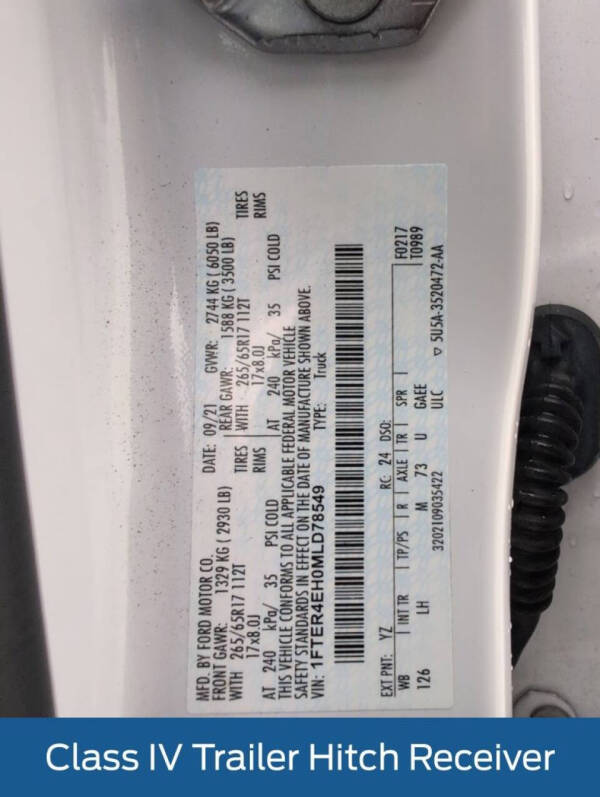 MFD. BY FORD MOTOR CO.
DATE: 09/21 GVWR: 2744 KG ( 6050 LB)
FRONT GAWR: 1329 KG ( 2930 LB)
REAR GAWR: 1588 KG ( 3500 LB)
WITH 265/65R17 112T TIRES
WITH 265/65R17 112T TIRES
17x8.0J RIMS
17x8.0J RIMS
AT 240 kPa/ 35 PSI COLD
AT 240 kPa/ 35 PSI COLD
THIS VEHICLE CONFORMS TO ALL APPLICABLE FEDERAL MOTOR VEHICLE
SAFETY STANDARDS IN EFFECT ON THE DATE OF MANUFACTURE SHOWN ABOVE.
VIN: 1FTER4EH0MLD78549 TYPE: Truck
EXT PNT: YZ RC: 24 DSO: F0217
WB INT TR TP/PS R AXLE TR SPR T0989
126 LH M 73 U GAEE
3202109035422 ULC ▽ 5U5A-3520472-AA
Class IV Trailer Hitch Receiver